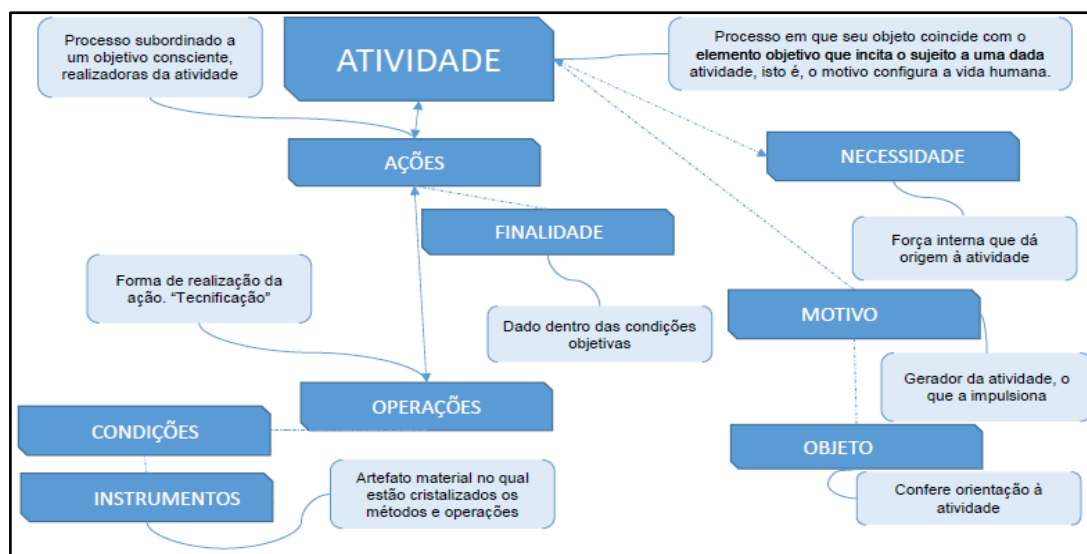 Processo subordinado a
um objetivo consciente,
realizadoras da atividade
ATIVIDADE
Processo em que seu objeto coincide com o
elemento objetivo que incita o sujeito a uma dada
atividade, isto é, o motivo configura a vida humana.
AÇÕES
NECESSIDADE
FINALIDADE
Força interna que dá
origem à atividade
Forma de realização da
ação. “Tecnificação”
Dado dentro das condições
objetivas
MOTIVO
Gerador da atividade, o
que a impulsiona
OPERAÇÕES
CONDIÇÕES
OBJETO
INSTRUMENTOS
Artefato material no qual
estão cristalizados os
métodos e operações
Confere orientação à
atividade